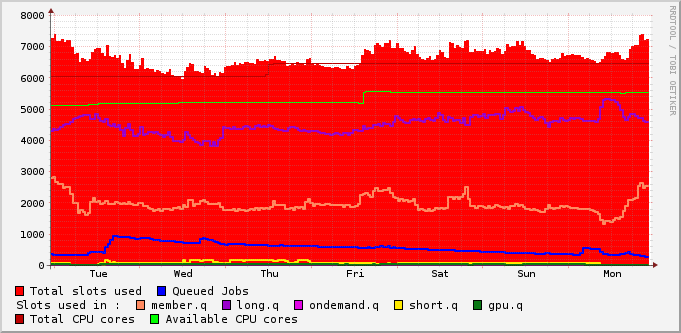 8000
7000
6000
5000
4000
3000
2000
1000
0
Tue Wed Thu Fri Sat Sun Mon
RRDTOOL / TOBI OETIKER
Total slots used Queued Jobs
Slots used in : member.q long.q ondemand.q short.q gpu.q
Total CPU cores Available CPU cores